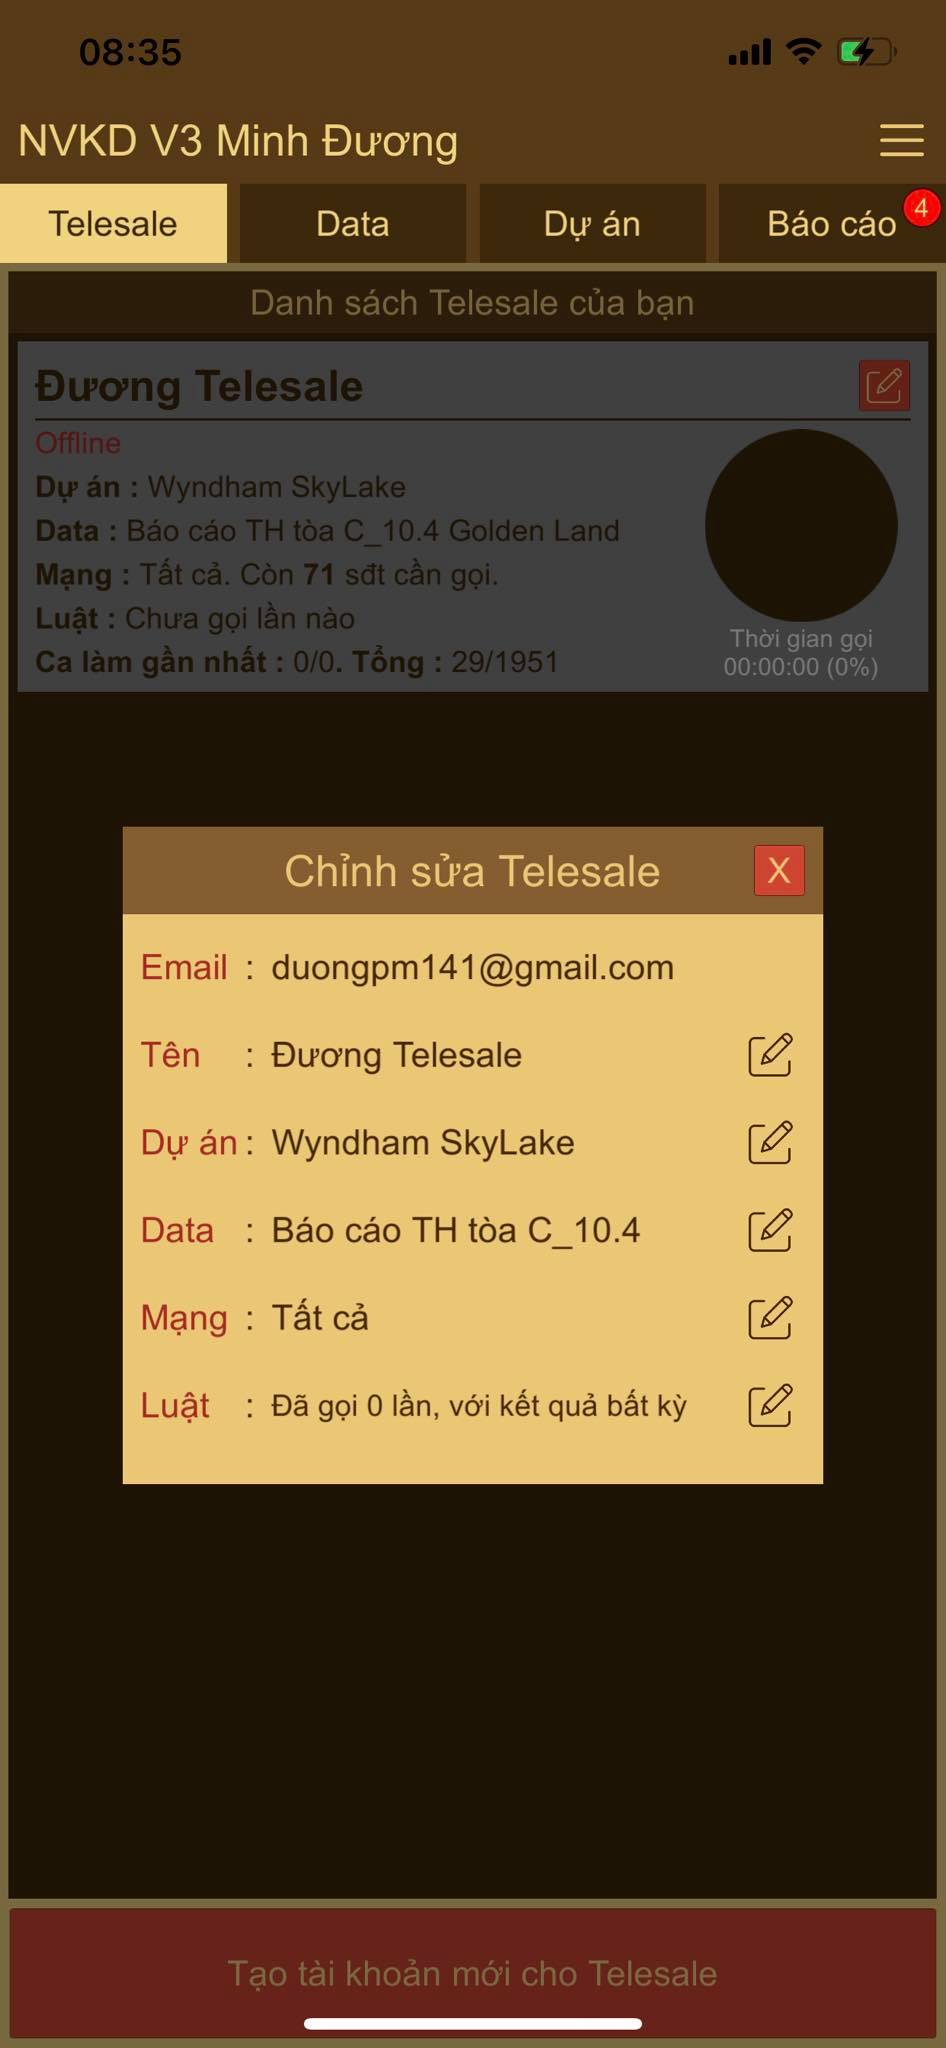 08:35
NVKD V3 Minh Đương
Telesale
Data
Dự án
Báo cáo
4
Danh sách Telesale của bạn
Đương Telesale
Offline
Dự án : Wyndham SkyLake
Data : Báo cáo TH tòa C_10.4 Golden Land
Mạng : Tất cả. Còn 71 sđt cần gọi.
Luật : Chưa gọi lần nào
Ca làm gần nhất : 0/0. Tổng : 29/1951
Thời gian gọi
00:00:00 (0%)
Chỉnh sửa Telesale
X
Email : duongpm141@gmail.com
Tên : Đương Telesale
Dự án : Wyndham SkyLake
Data : Báo cáo TH tòa C_10.4
Mạng : Tất cả
Luật : Đã gọi 0 lần, với kết quả bất kỳ
Tạo tài khoản mới cho Telesale